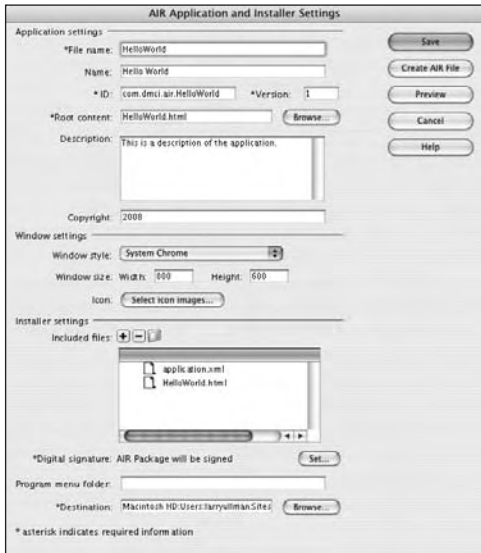 AIR Application and Installer Settings
Application settings
*File name: HelloWorld
Name: Hello World
*ID: com.dmci.air.HelloWorld *Version: 1
*Root content: HelloWorld.html Browse...
Description: This is a description of the application.
Copyright: 2008
Window settings
Window style: System Chrome
Window size: Width: 800 Height: 600
Icon: Select icon images...
Installer settings
Included files:
application.xml
HelloWorld.html
*Digital signature: AIR Package will be signed Set...
Program menu folder:
*Destination: Macintosh HD:Users:larryullman:Sites Browse...
* asterisk indicates required information
Save
Create AIR File
Preview
Cancel
Help